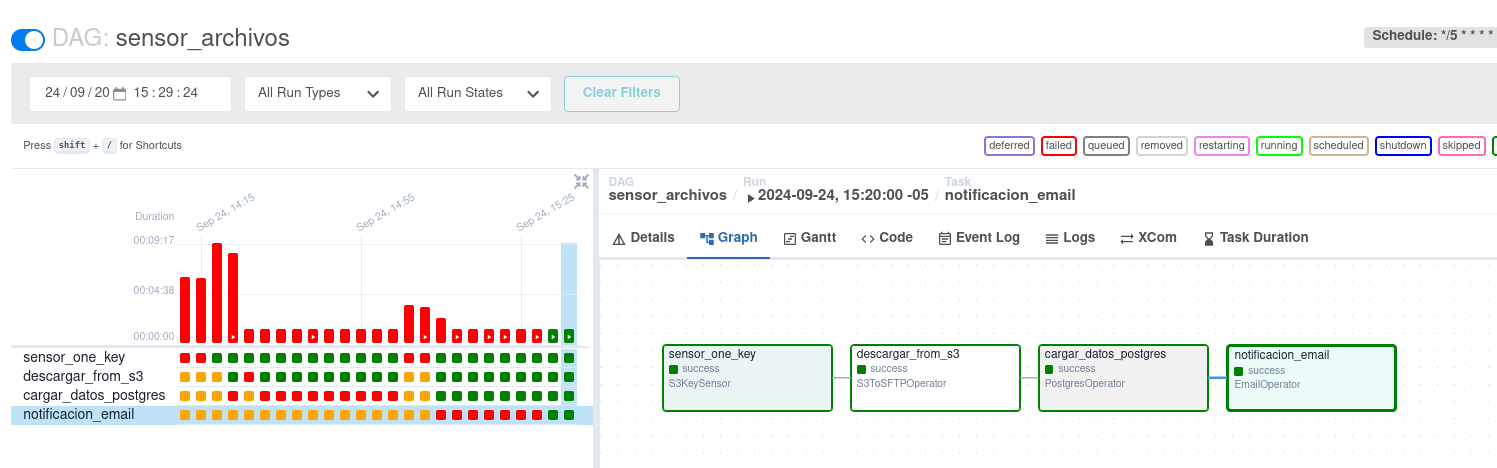 DAG: sensor_archivos
Schedule: */5 * * * *
24 / 09 / 20 15 : 29 : 24
All Run Types
All Run States
Clear Filters
Press shift + / for Shortcuts
deferred failed queued removed restarting running scheduled shutdown skipped
Duration
Sep 24, 14:15
Sep 24, 14:55
Sep 24, 15:25
00:09:17
00:04:38
00:00:00
sensor_one_key
descargar_from_s3
cargar_datos_postgres
notificacion_email
DAG
sensor_archivos
/
Run
2024-09-24, 15:20:00 -05
/
Task
notificacion_email
Details
Graph
Gantt
Code
Event Log
Logs
XCom
Task Duration
sensor_one_key
success
S3KeySensor
descargar_from_s3
success
S3ToSFTPOperator
cargar_datos_postgres
success
PostgresOperator
notificacion_email
success
EmailOperator